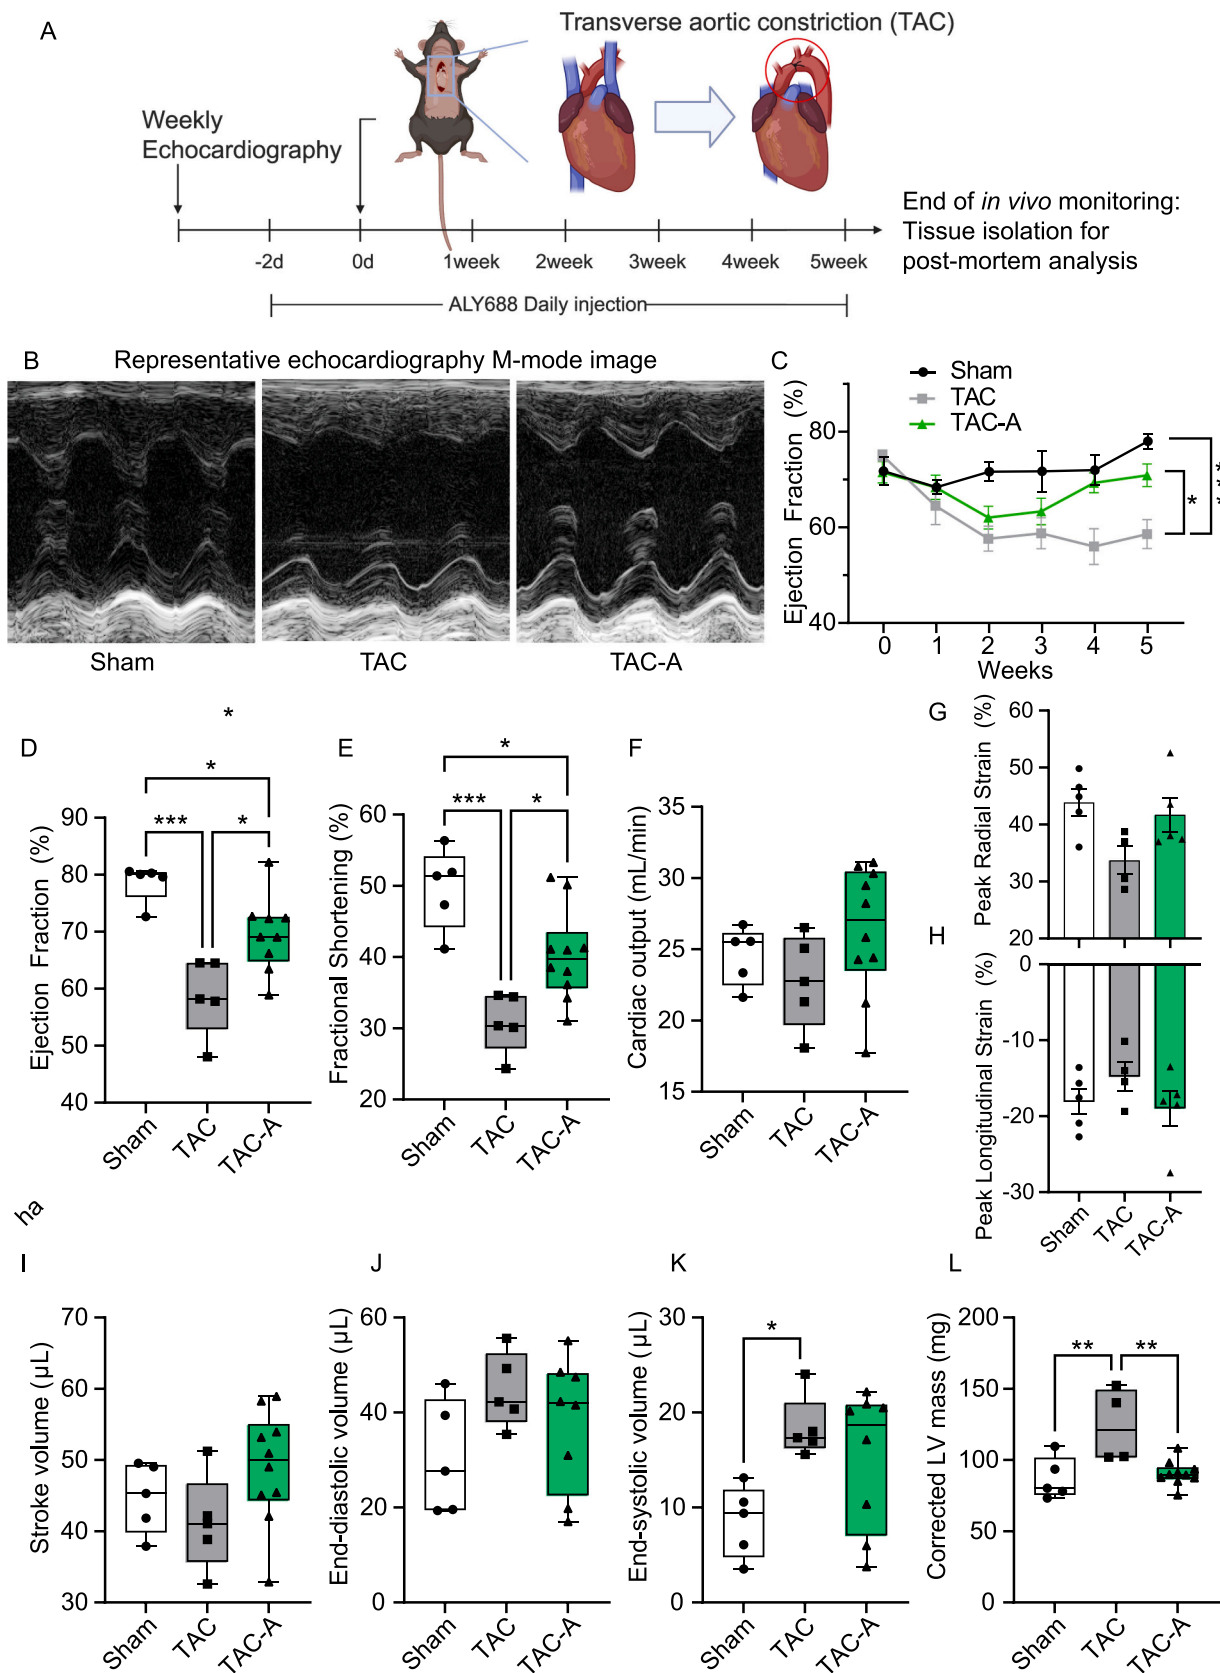 A
Transverse aortic constriction (TAC)
Weekly
Echocardiography
End of in vivo monitoring:
Tissue isolation for
post-mortem analysis
-2d 0d 1week 2week 3week 4week 5week
ALY688 Daily injection
B Representative echocardiography M-mode image
Sham TAC TAC-A
C
Sham
TAC
TAC-A
Ejection Fraction (%)
80
60
40
0 1 2 3 4 5
Weeks
*
***
D
*
*
*** *
Ejection Fraction (%)
90
80
70
60
50
40
Sham TAC TAC-A
E
*
*** *
Fractional Shortening (%)
60
50
40
30
20
Sham TAC TAC-A
F
Cardiac output (mL/min)
30
25
20
15
Sham TAC TAC-A
G
Peak Radial Strain (%)
60
50
40
30
20
H
Peak Longitudinal Strain (%)
0
-10
-20
-30
Sham TAC TAC-A
ha
I
Stroke volume (µL)
70
60
50
40
30
Sham TAC TAC-A
J
End-diastolic volume (µL)
60
40
20
0
Sham TAC TAC-A
K
*
End-systolic volume (µL)
30
20
10
0
Sham TAC TAC-A
L
** **
Corrected LV mass (mg)
200
150
100
50
0
Sham TAC TAC-A